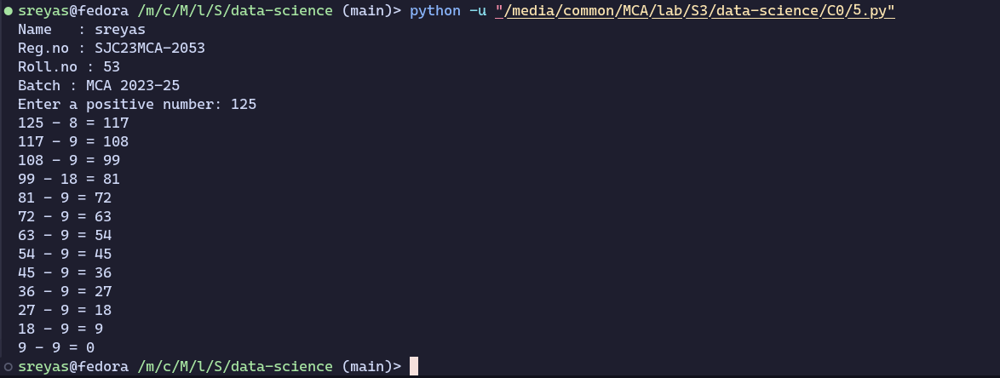 sreyas@fedora /m/c/M/l/S/data-science (main)> python -u "/media/common/MCA/lab/S3/data-science/C0/5.py"
Name   : sreyas
Reg.no : SJC23MCA-2053
Roll.no : 53
Batch : MCA 2023-25
Enter a positive number: 125
125 - 8 = 117
117 - 9 = 108
108 - 9 = 99
99 - 18 = 81
81 - 9 = 72
72 - 9 = 63
63 - 9 = 54
54 - 9 = 45
45 - 9 = 36
36 - 9 = 27
27 - 9 = 18
18 - 9 = 9
9 - 9 = 0
sreyas@fedora /m/c/M/l/S/data-science (main)>